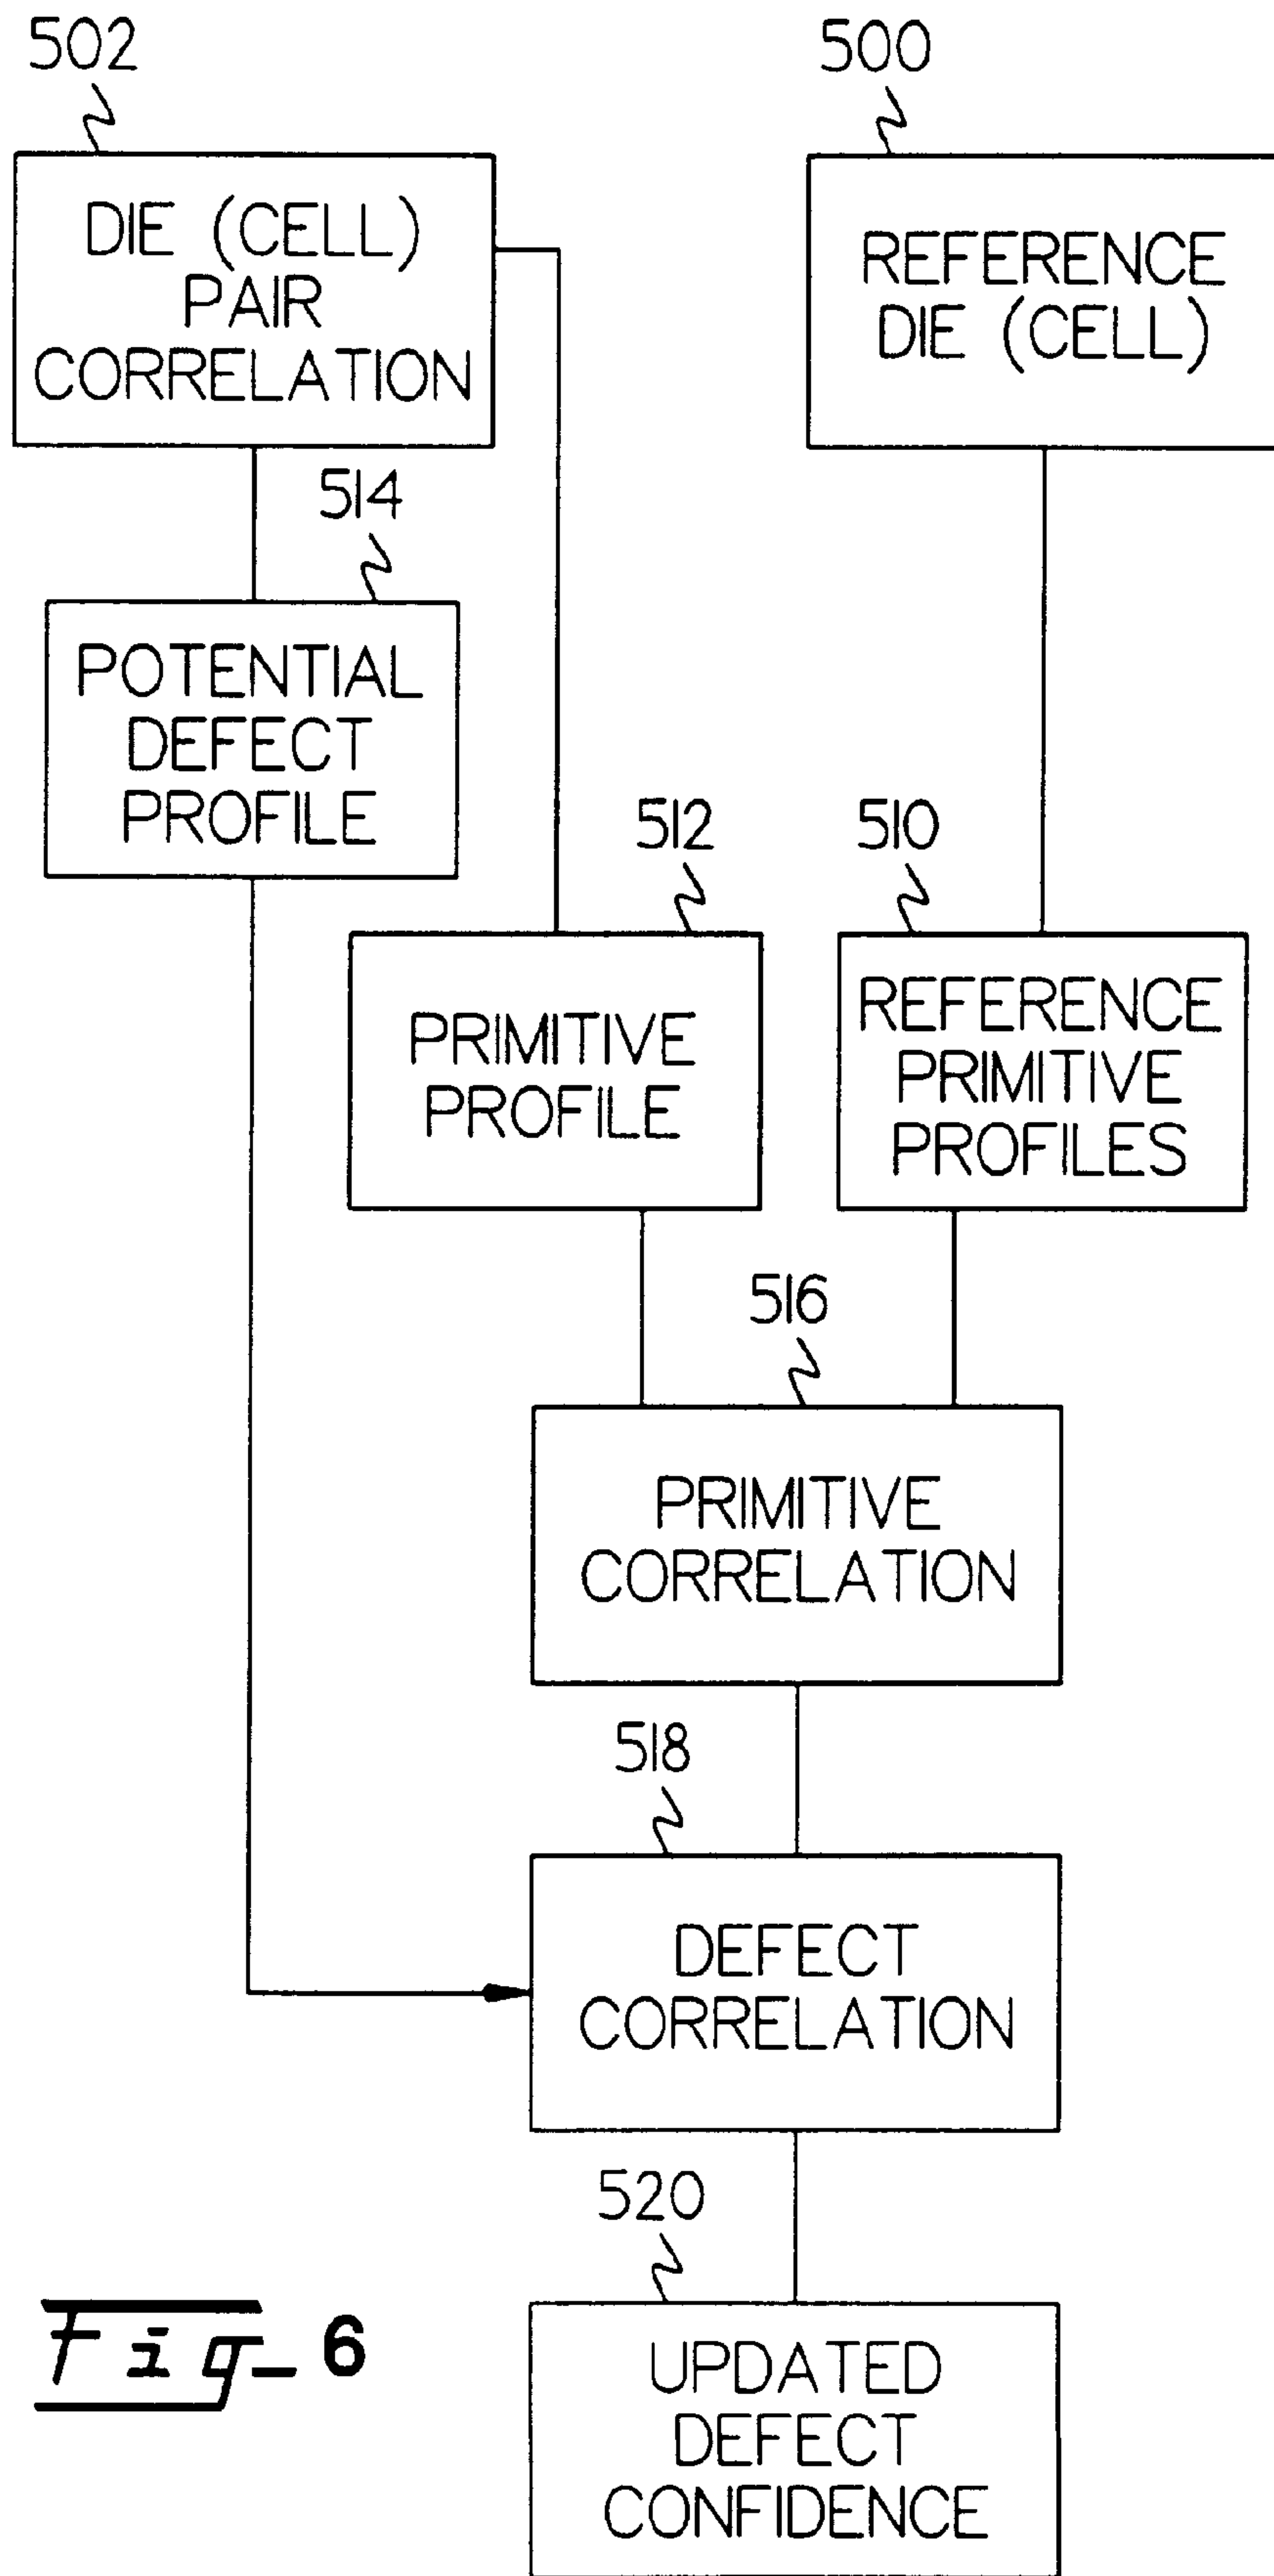 502
500
DIE (CELL)
PAIR
CORRELATION
REFERENCE
DIE (CELL)
514
POTENTIAL
DEFECT
PROFILE
512
510
PRIMITIVE
PROFILE
REFERENCE
PRIMITIVE
PROFILES
516
PRIMITIVE
CORRELATION
518
DEFECT
CORRELATION
520
UPDATED
DEFECT
CONFIDENCE
Fig_ 6